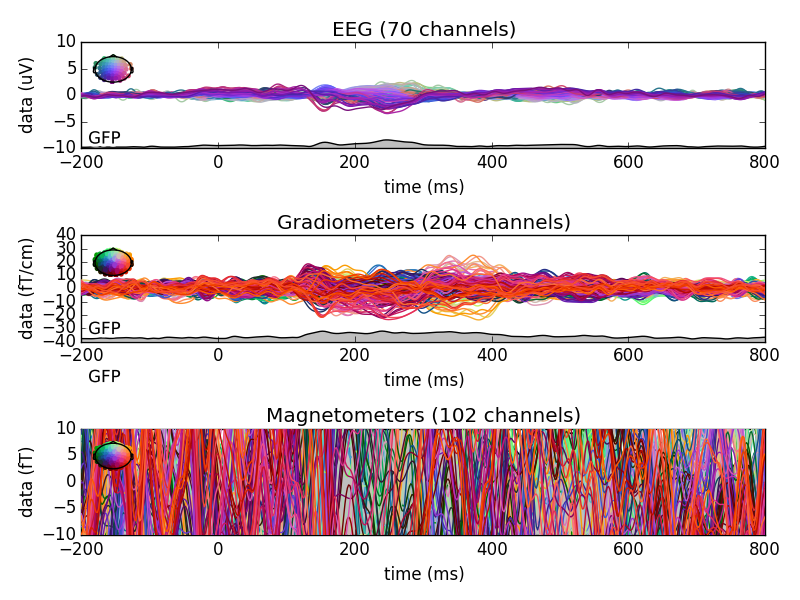 EEG (70 channels)
10
5
0
−5
−10
data (uV)
GFP
−200 0 200 400 600 800
time (ms)
Gradiometers (204 channels)
40
30
20
10
0
−10
−20
−30
−40
data (fT/cm)
GFP
−200 0 200 400 600 800
GFP
time (ms)
Magnetometers (102 channels)
10
5
0
−5
−10
data (fT)
−200 0 200 400 600 800
time (ms)